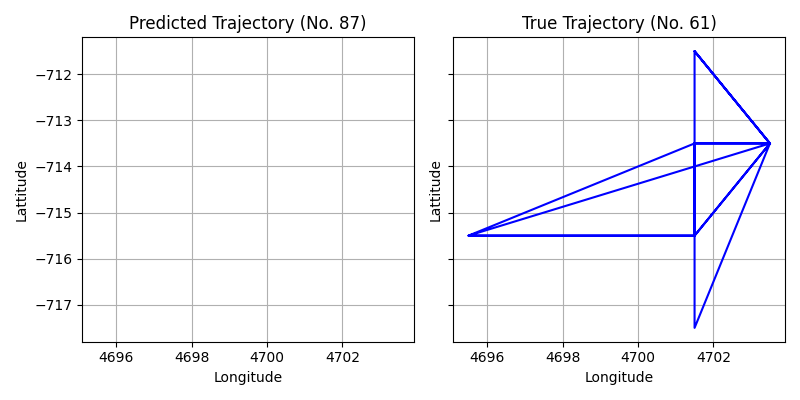 Predicted Trajectory (No. 87)
True Trajectory (No. 61)
−712
−713
−714
−715
−716
−717
Lattitude
Lattitude
4696 4698 4700 4702
4696 4698 4700 4702
Longitude
Longitude